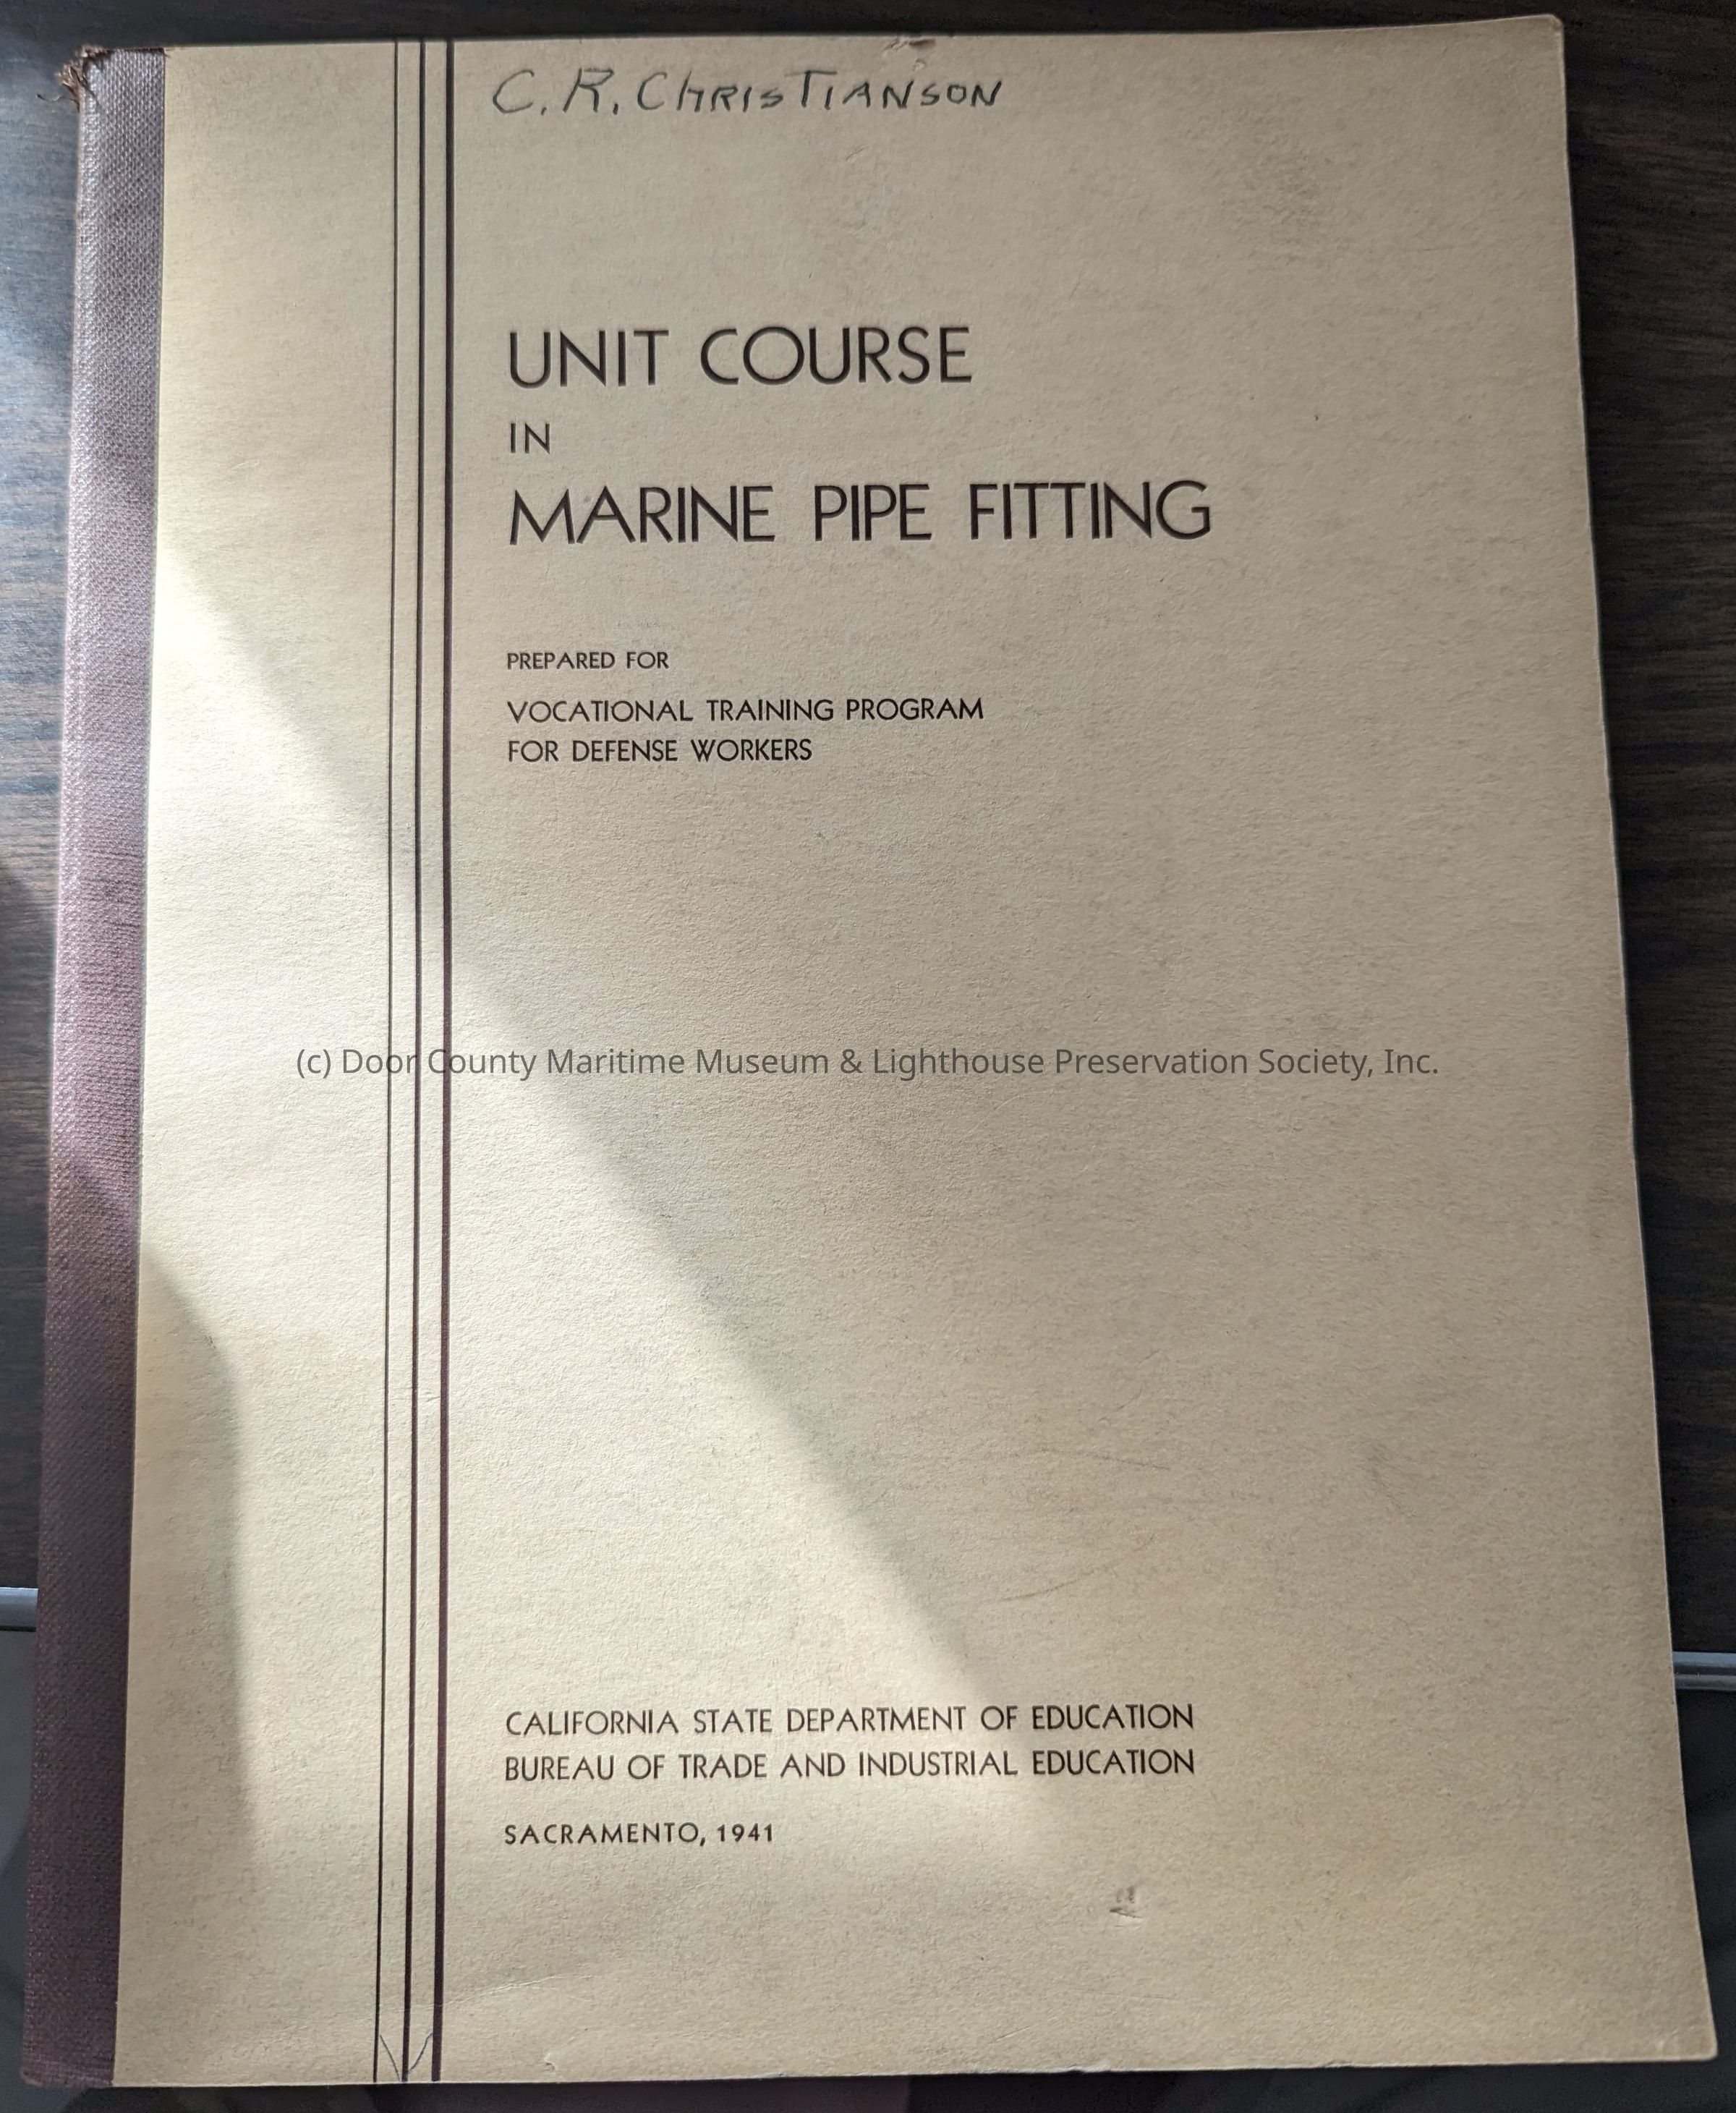 C. R. CHRISTIANSON
UNIT COURSE
IN
MARINE PIPE FITTING
PREPARED FOR
VOCATIONAL TRAINING PROGRAM
FOR DEFENSE WORKERS
(c) Door County Maritime Museum & Lighthouse Preservation Society, Inc.
CALIFORNIA STATE DEPARTMENT OF EDUCATION
BUREAU OF TRADE AND INDUSTRIAL EDUCATION
SACRAMENTO, 1941